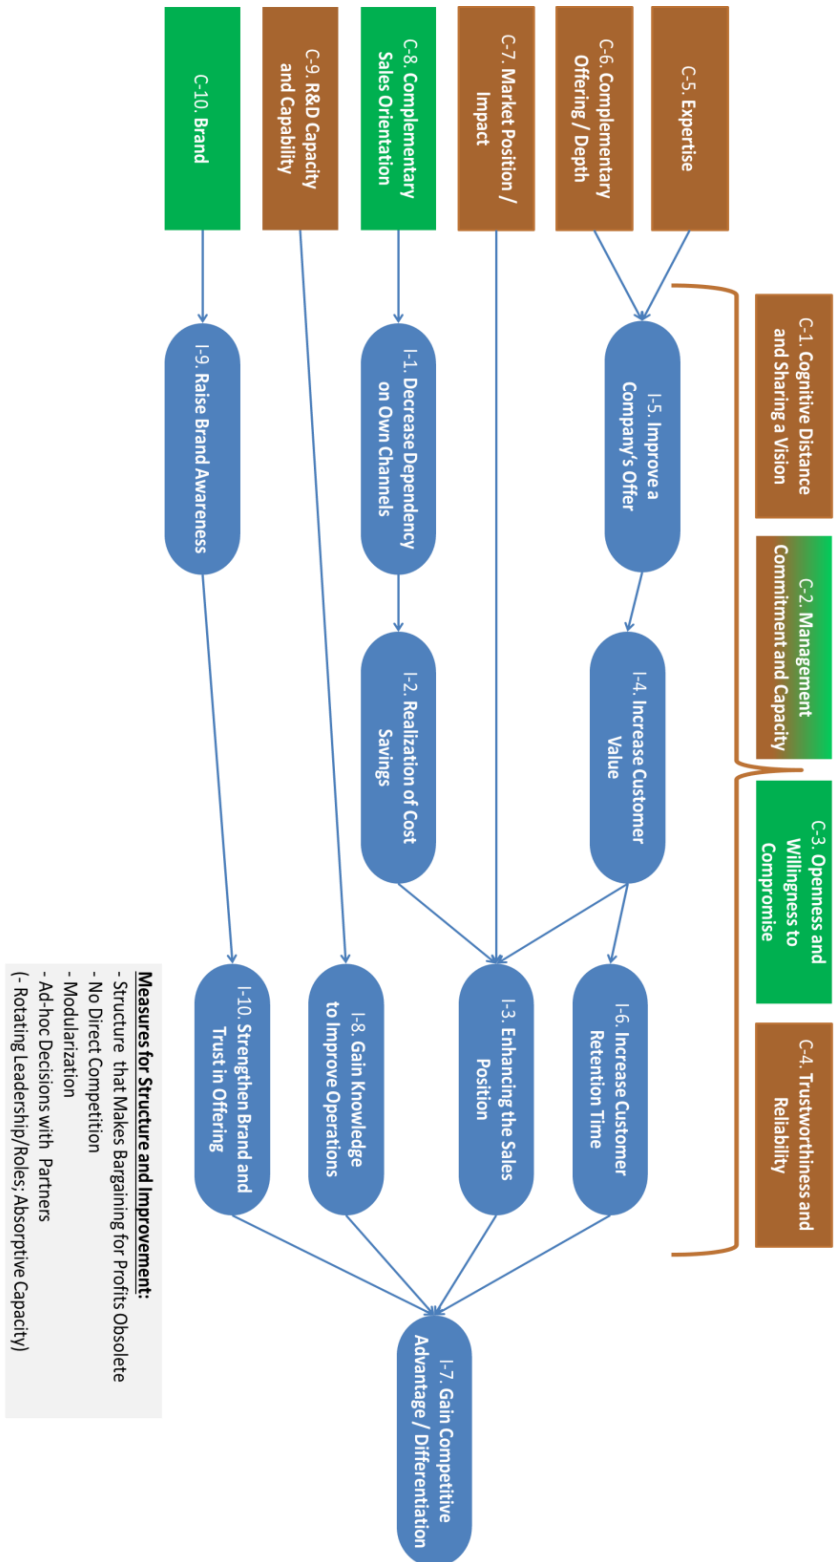 C-1. Cognitive Distance
and Sharing a Vision
C-2. Management
Commitment and Capacity
C-3. Openness and
Willingness to
Compromise
C-4. Trustworthiness and
Reliability
C-5. Expertise
I-5. Improve a
Company's Offer
I-4. Increase Customer
Value
I-6. Increase Customer
Retention Time
C-6. Complementary
Offering / Depth
C-7. Market Position /
Impact
I-3. Enhancing the Sales
Position
I-7. Gain Competitive
Advantage / Differentiation
C-8. Complementary
Sales Orientation
I-1. Decrease Dependency
on Own Channels
I-2. Realization of Cost
Savings
C-9. R&D Capacity
and Capability
I-8. Gain Knowledge
to Improve Operations
C-10. Brand
I-9. Raise Brand Awareness
I-10. Strengthen Brand and
Trust in Offering
Measures for Structure and Improvement:
- Structure that Makes Bargaining for Profits Obsolete
- No Direct Competition
- Modularization
- Ad-hoc Decisions with Partners
(- Rotating Leadership/Roles; Absorptive Capacity)